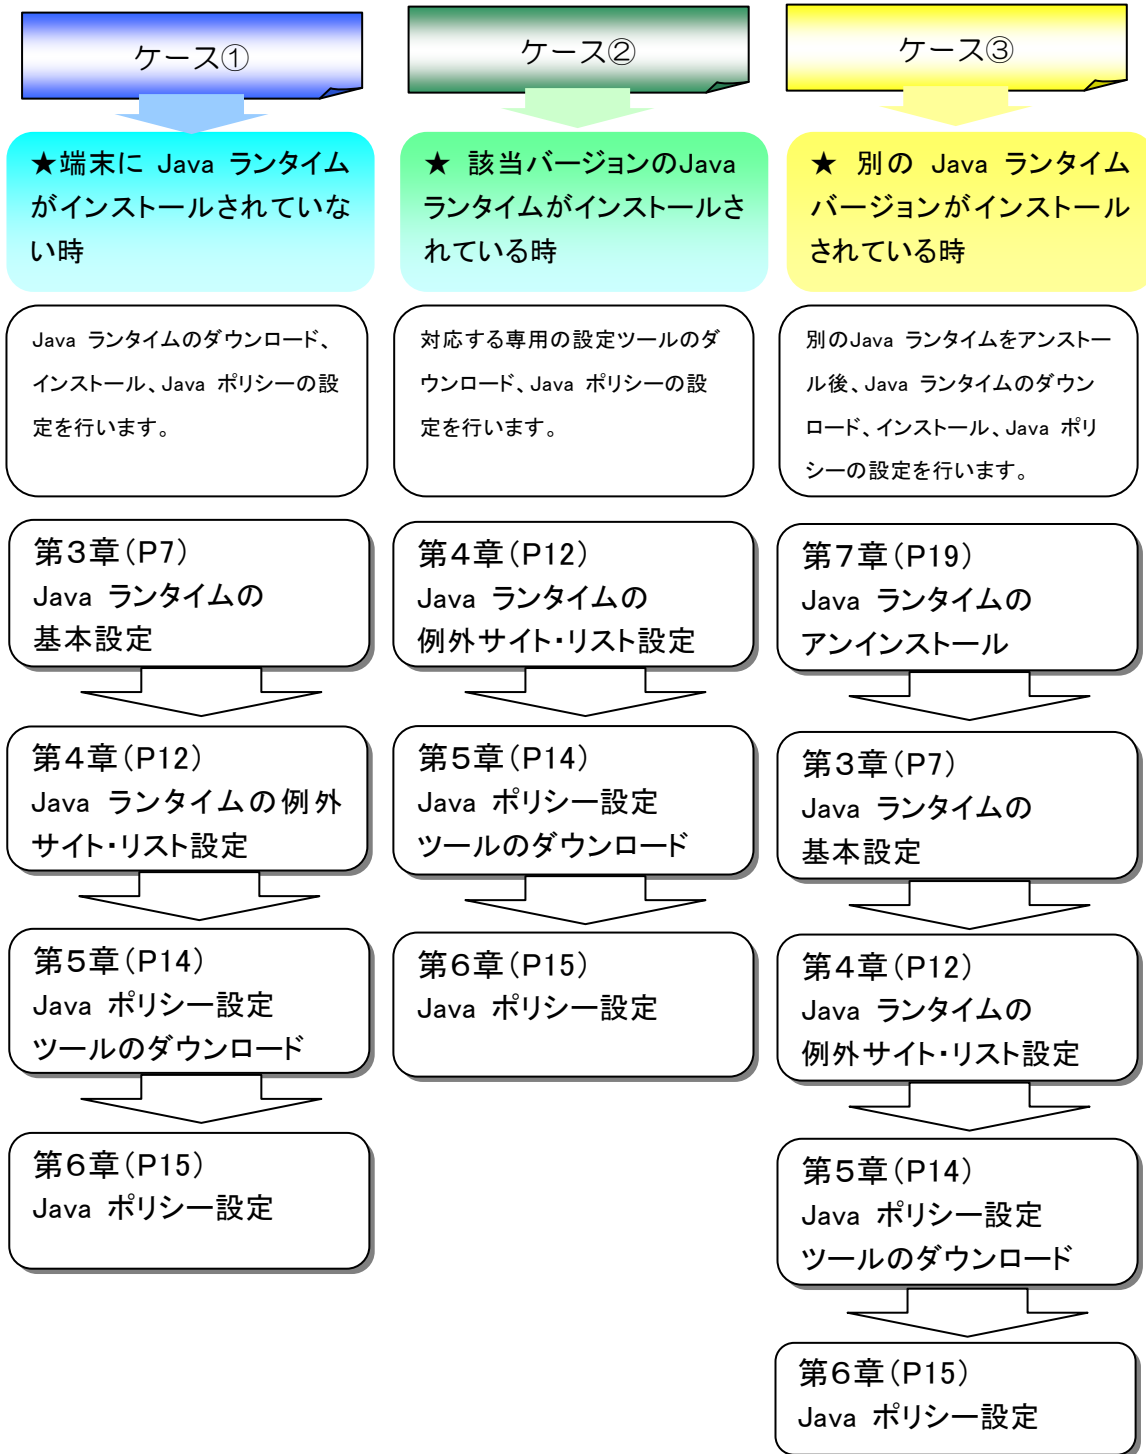 ケース①
★端末に Java ランタイム
がインストールされていな
い時
Java ランタイムのダウンロード、
インストール、Java ポリシーの設
定を行います。
第3章(P7)
Java ランタイムの
基本設定
第4章(P12)
Java ランタイムの例外
サイト・リスト設定
第5章(P14)
Java ポリシー設定
ツールのダウンロード
第6章(P15)
Java ポリシー設定
ケース②
★ 該当バージョンのJava
ランタイムがインストールさ
れている時
対応する専用の設定ツールのダ
ウンロード、Java ポリシーの設
定を行います。
第4章(P12)
Java ランタイムの
例外サイト・リスト設定
第5章(P14)
Java ポリシー設定
ツールのダウンロード
第6章(P15)
Java ポリシー設定
ケース③
★ 別の Java ランタイム
バージョンがインストール
されている時
別のJava ランタイムをアンストー
ル後、Java ランタイムのダウン
ロード、インストール、Java ポリ
シーの設定を行います。
第7章(P19)
Java ランタイムの
アンインストール
第3章(P7)
Java ランタイムの
基本設定
第4章(P12)
Java ランタイムの
例外サイト・リスト設定
第5章(P14)
Java ポリシー設定
ツールのダウンロード
第6章(P15)
Java ポリシー設定